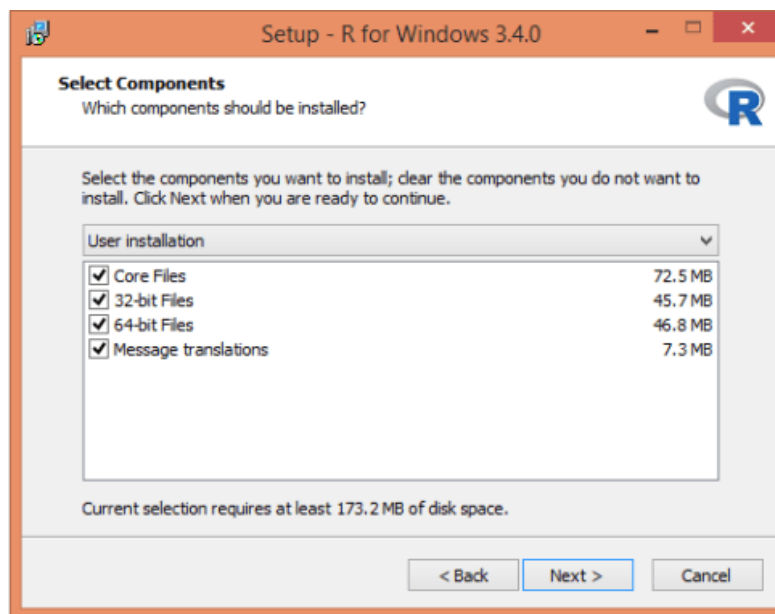 Setup - R for Windows 3.4.0
Select Components
Which components should be installed?
R
Select the components you want to install; clear the components you do not want to
install. Click Next when you are ready to continue.
User installation
Core Files 72.5 MB
32-bit Files 45.7 MB
64-bit Files 46.8 MB
Message translations 7.3 MB
Current selection requires at least 173.2 MB of disk space.
< Back Next > Cancel